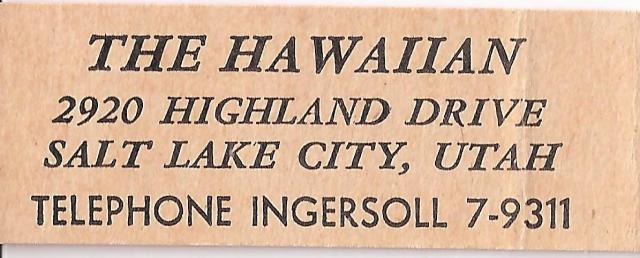 THE HAWAIIAN
2920 HIGHLAND DRIVE
SALT LAKE CITY, UTAH
TELEPHONE INGERSOLL 7-9311